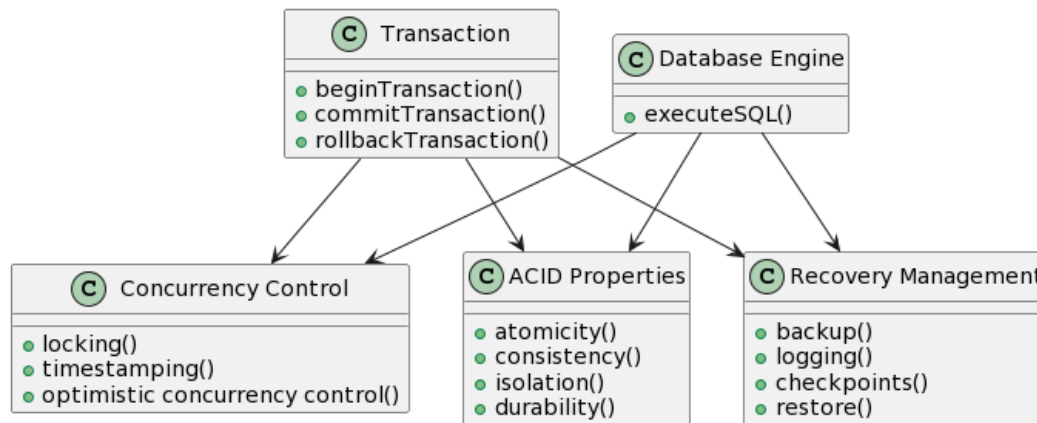 C Transaction
beginTransaction()
commitTransaction()
rollbackTransaction()
C Database Engine
executeSQL()
C Concurrency Control
locking()
timestamping()
optimistic concurrency control()
C ACID Properties
atomicity()
consistency()
isolation()
durability()
C Recovery Management
backup()
logging()
checkpoints()
restore()